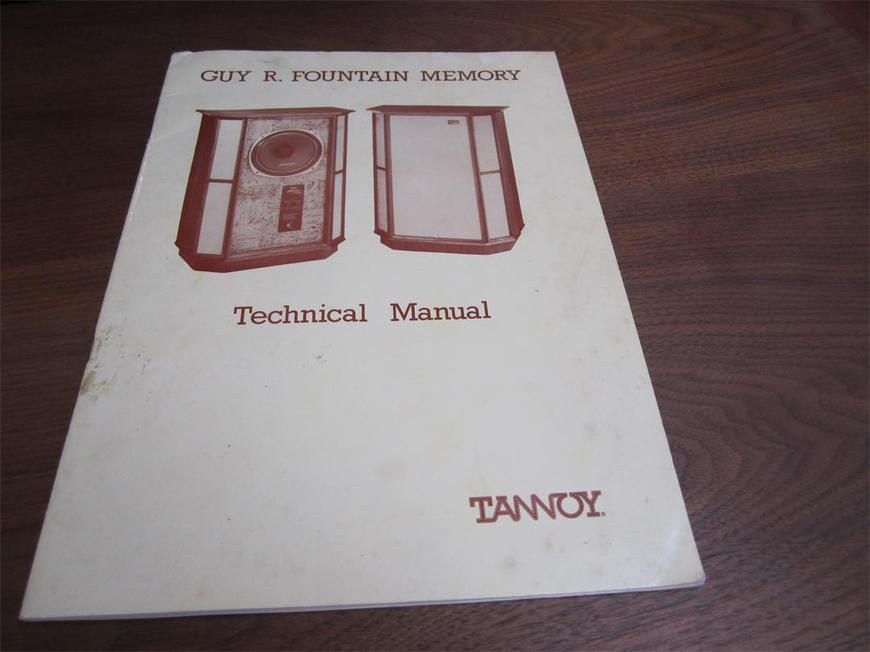 GUY R. FOUNTAIN MEMORY
Technical Manual
TANNOY